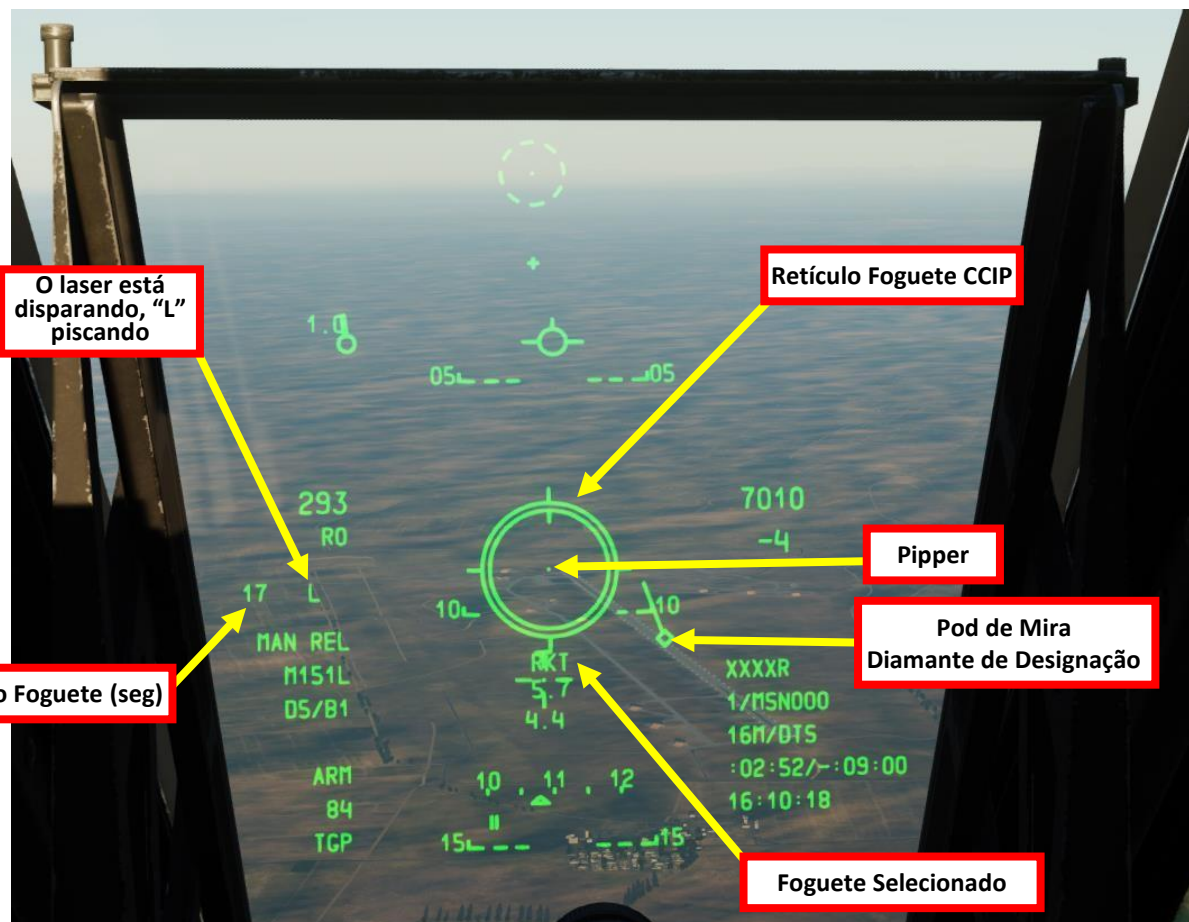 O laser está
disparando, “L”
piscando
Retículo Foguete CCIP
1.0
05 05
293
RO
7010
-4
Pipper
17 L
10 10
Pod de Mira
Diamante de Designação
MAN REL
M151L
D5/B1
o Foguete (seg)
RKT
5.7
4.4
XXXXR
1/MSN000
16M/DTS
:02:52/-:09:00
16:10:18
ARM
84
TGP
10 11 12
15 15
Foguete Selecionado